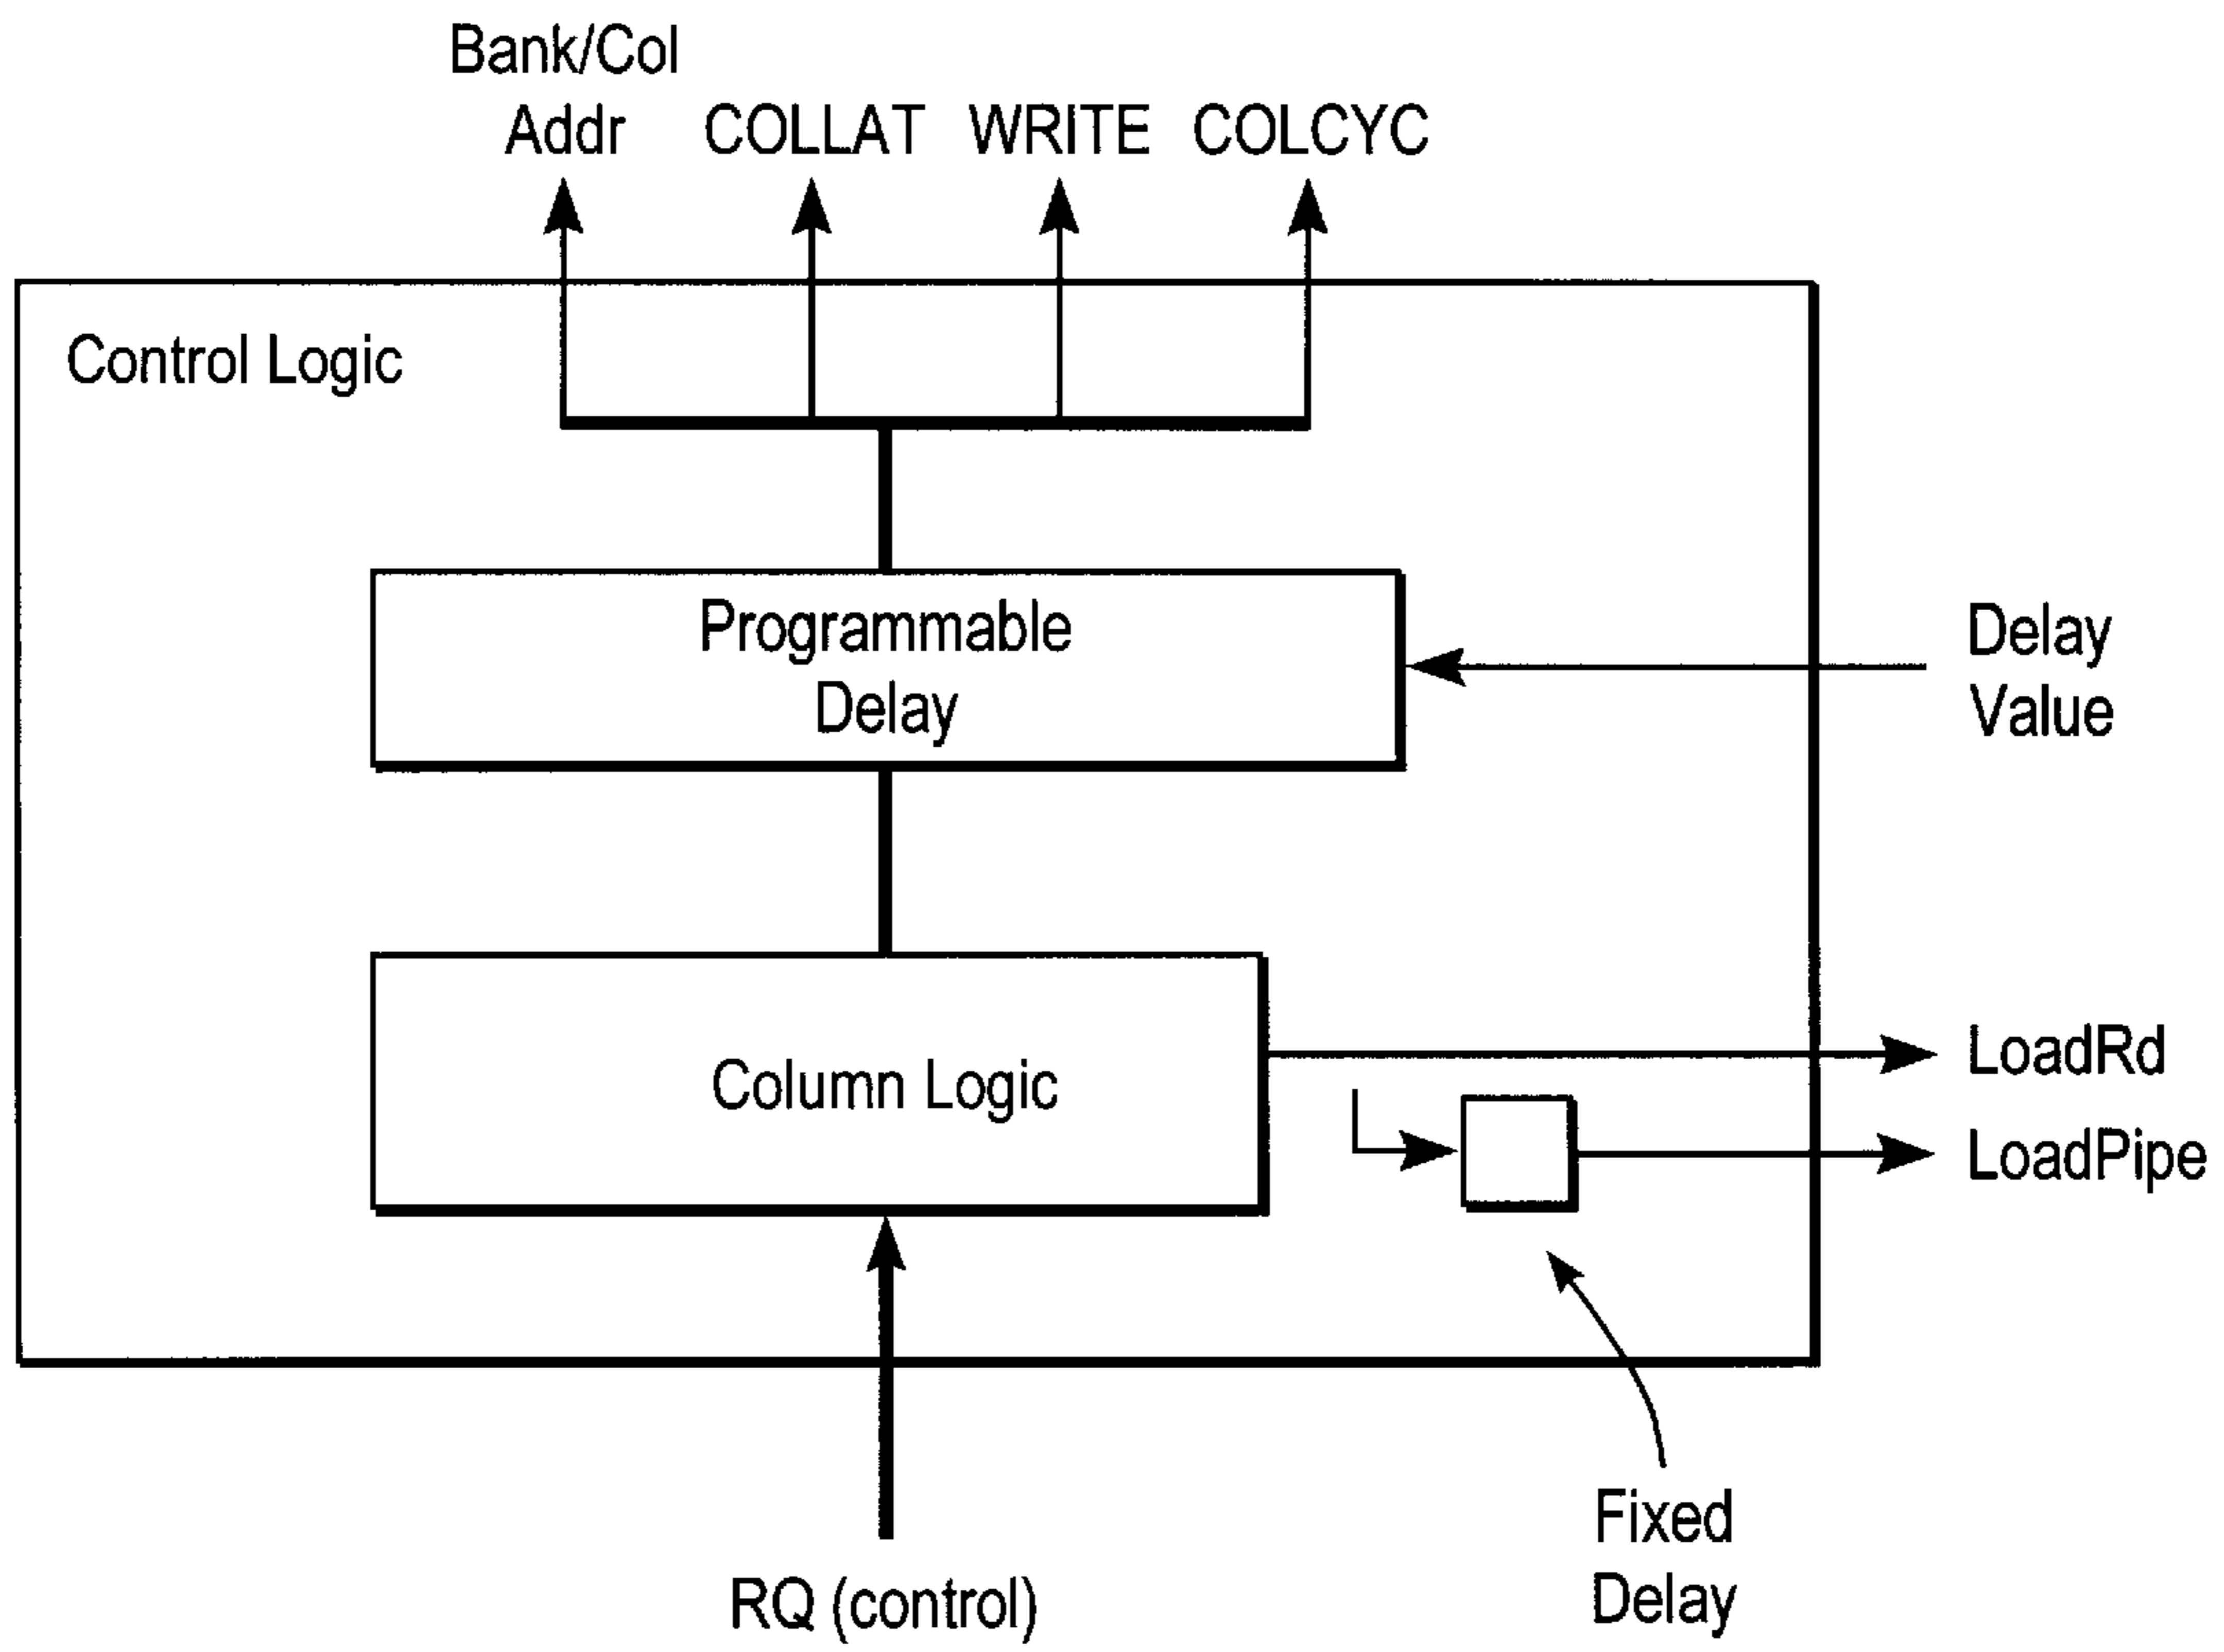 Bank/Col
Addr COLLAT WRITE COLCYC
Control Logic
Programmable
Delay
Delay
Value
Column Logic
LoadRd
LoadPipe
Fixed
Delay
RQ (control)